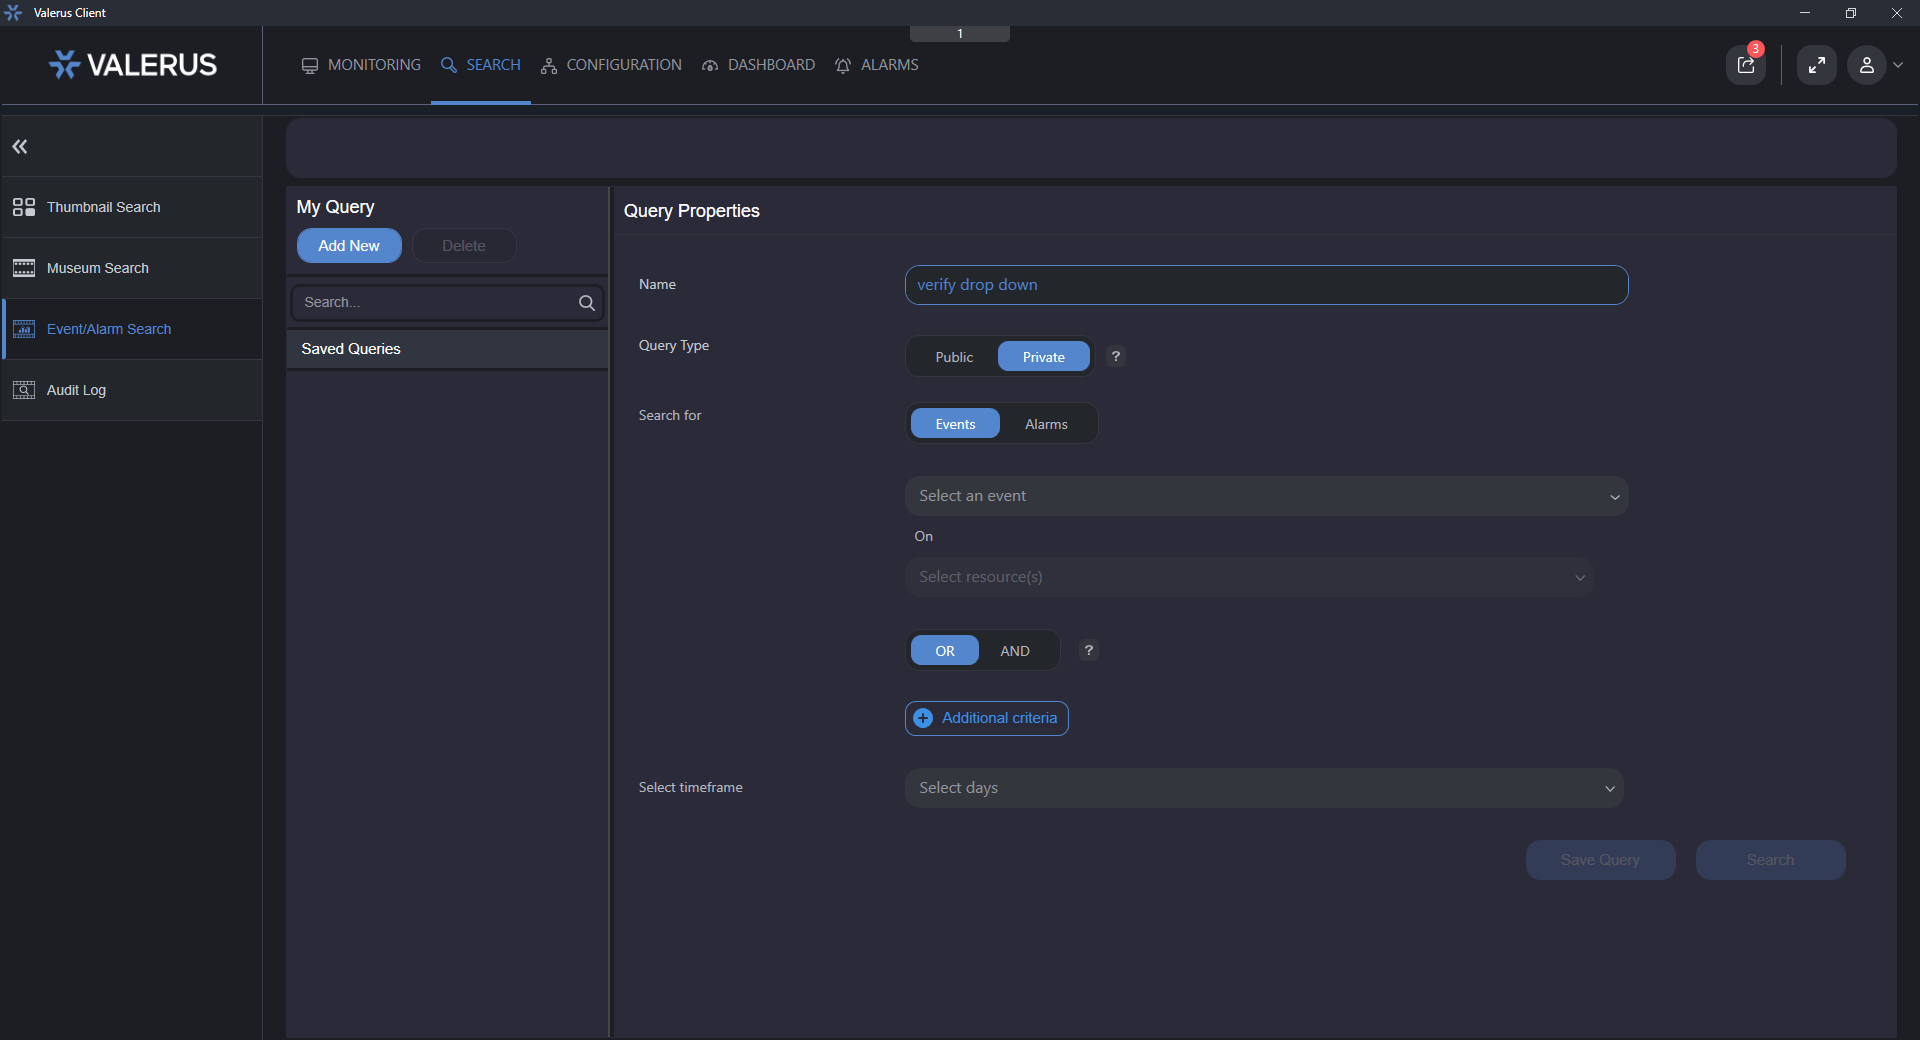 Valerus Client
1
VALERUS
MONITORING
SEARCH
CONFIGURATION
DASHBOARD
ALARMS
3
Thumbnail Search
Museum Search
Event/Alarm Search
Audit Log
My Query
Add New
Delete
Search...
Saved Queries
Query Properties
Name
verify drop down
Query Type
Public
Private
?
Search for
Events
Alarms
Select an event
On
Select resource(s)
OR
AND
?
Additional criteria
Select timeframe
Select days
Save Query
Search